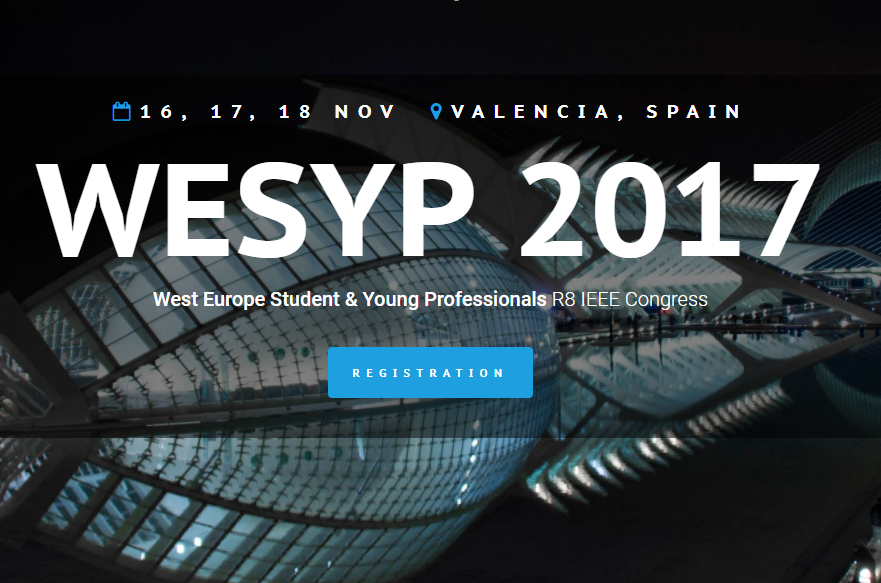 16, 17, 18 NOV VALENCIA, SPAIN
WESYP 2017
West Europe Student & Young Professionals R8 IEEE Congress
REGISTRATION